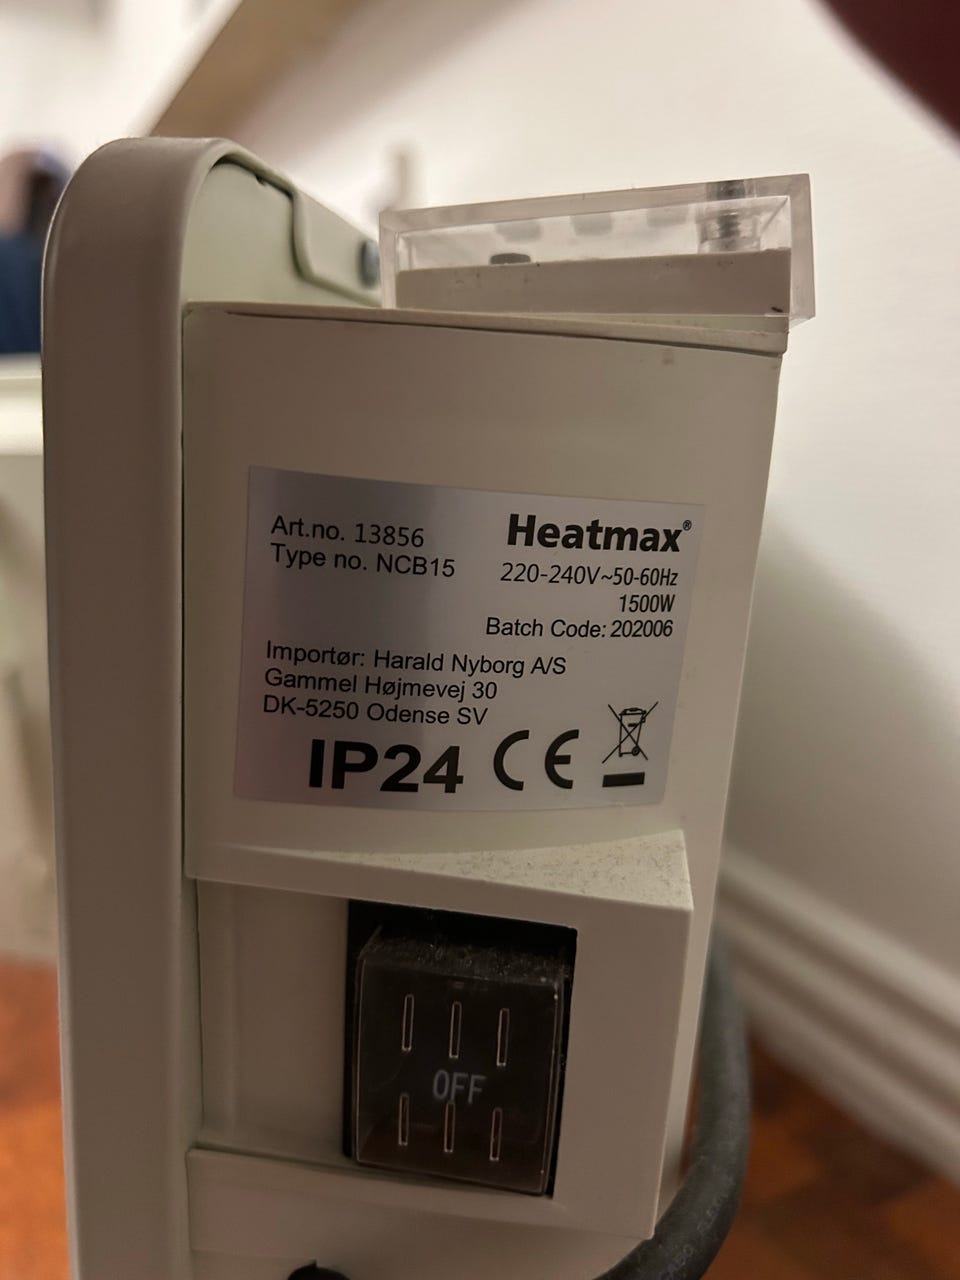 Art.no. 13856
Type no. NCB15
Heatmax®
220-240V~50-60Hz
1500W
Batch Code: 202006
Importør: Harald Nyborg A/S
Gammel Højmevej 30
DK-5250 Odense SV
IP24 CE
OFF